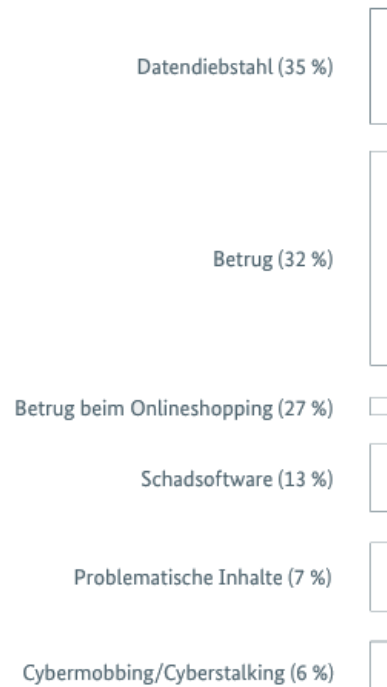 Datendiebstahl (35 %)
Betrug (32 %)
Betrug beim Onlineshopping (27 %)
Schadsoftware (13 %)
Problematische Inhalte (7 %)
Cybermobbing/Cyberstalking (6 %)